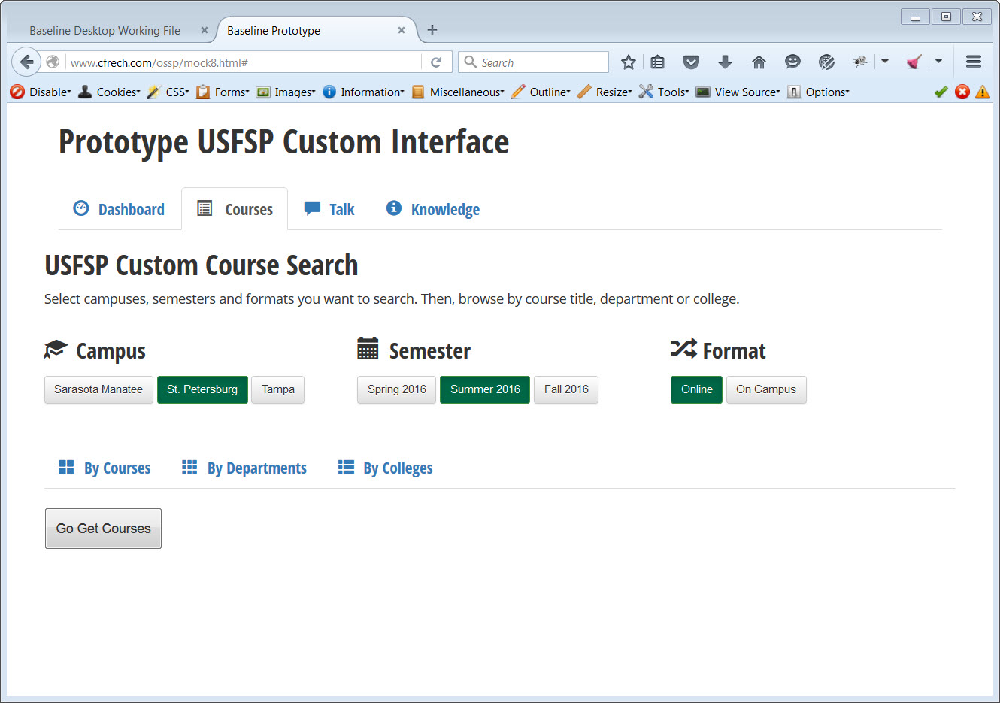 Baseline Desktop Working File
Baseline Prototype
www.cfrech.com/ossp/mock8.html#
Search
Disable Cookies CSS Forms Images Information Miscellaneous Outline Resize Tools View Source Options
Prototype USFSP Custom Interface
Dashboard Courses Talk Knowledge
USFSP Custom Course Search
Select campuses, semesters and formats you want to search. Then, browse by course title, department or college.
Campus Semester Format
Sarasota Manatee St. Petersburg Tampa Spring 2016 Summer 2016 Fall 2016 Online On Campus
By Courses By Departments By Colleges
Go Get Courses